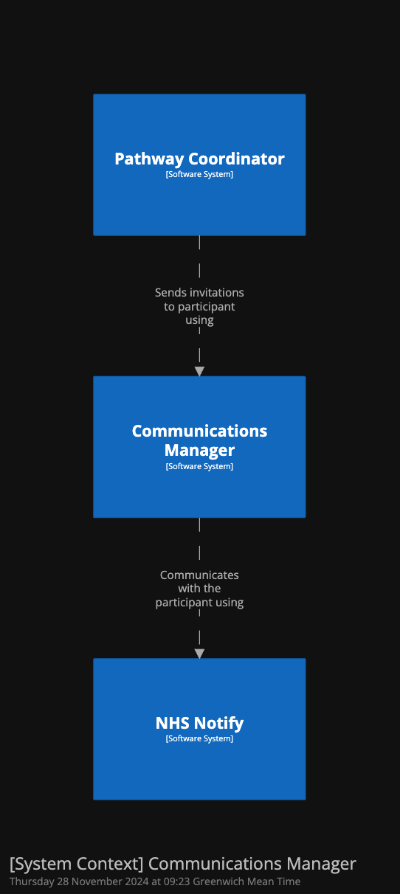 Pathway Coordinator
[Software System]
Sends invitations
to participant
using
Communications
Manager
[Software System]
Communicates
with the
participant using
NHS Notify
[Software System]
[System Context] Communications Manager
Thursday 28 November 2024 at 09:23 Greenwich Mean Time